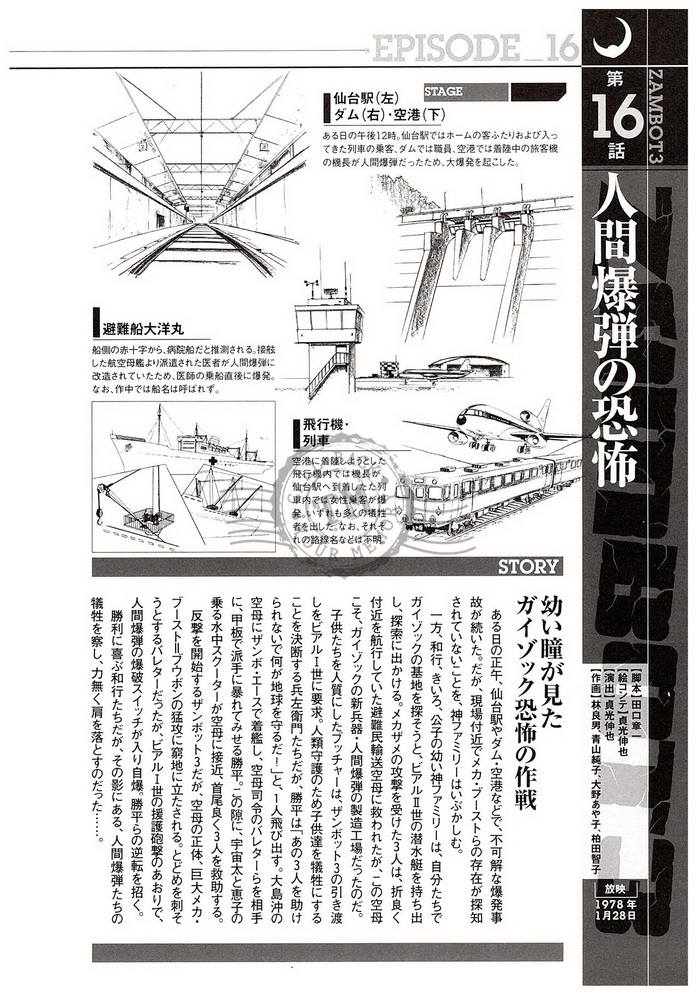 EPISODE_16
ZAMBOT3
第
16
話
人間爆弾の恐怖
【脚本】田口章一
【絵コンテ】貞光伸也
【演出】貞光伸也
【作画】林良男、青山純子、大野あや子、柏田智子
放映
1978年
1月28日
STAGE
仙台駅（左）
ダム（右）・空港（下）
ある日の午後12時。仙台駅ではホームの客ふたりおよび入っ
てきた列車の乗客、ダムでは職員、空港では着陸中の旅客機
の機長が人間爆弾だったため、大爆発を起こした。
避難船大洋丸
船側の赤十字から、病院船だと推測される。接触
した航空母艦より派遣された医者が人間爆弾に
改造されていたため、医師の乗船直後に爆発。
なお、作中では船名は呼ばれず。
飛行機・
列車
空港に着陸しようとした
飛行機内では機長が
仙台駅へ到着したた列
車内では女性乗客が爆
発。いずれも多くの犠牲
者を出した。なお、それぞ
れの路線名などは不明。
STORY
幼い瞳が見た
ガイゾック恐怖の作戦
ある日の正午、仙台駅やダム・空港などで、不可解な爆発事
故が続いた。だが、現場付近でメカ・ブーストらの存在が探知
されていないことを、神ファミリーはいぶかしむ。
一方、和行、きいろ、公子の幼い神ファミリーは、自分たちで
ガイゾックの基地を探そうと、ビアルⅡ世の潜水艇を持ち出
し、探索に出かける。メカザメの攻撃を受けた3人は、折良く
付近を航行していた避難民輸送空母に救われたが、この空母
こそ、ガイゾックの新兵器・人間爆弾の製造工場だったのだ。
子供たちを人質にしたブッチャーは、ザンボット3の引き渡
しをビアルⅠ世に要求。人類守護のため子供達を犠牲にする
ことを決断する兵左衛門たちだが、勝平は「あの3人を助け
られないで何が地球を守るだ！」と、1人飛び出す。大島沖の
空母にザンボ・エースで着艦し、空母司令のバレターらを相手
に、甲板で派手に暴れてみせる勝平。この隙に、宇宙太と恵子の
乗る水中スクーターが空母に接近、首尾良く3人を救助する。
反撃を開始するザンボット3だが、空母の正体、巨大メカ・
ブーストⅡフウボンの猛攻に窮地に立たされる。とどめを刺そ
うとするバレターだったが、ビアルⅠ世の援護砲撃のあおりで、
人間爆弾の爆破スイッチが入り自爆。勝平らの逆転を招く。
勝利に喜ぶ和行たちだが、その影にある、人間爆弾たちの
犠牲を察し、力無く肩を落とすのだった……。